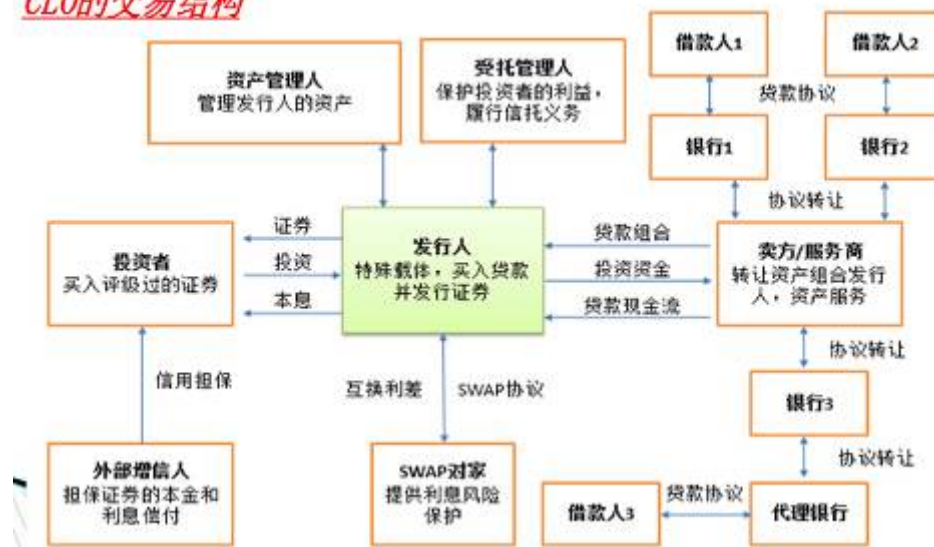 CLO的交易结构
借款人1
借款人2
资产管理人
管理发行人的资产
受托管理人
保护投资者的利益，
履行信托义务
贷款协议
银行1
银行2
协议转让
投资者
买入评级过的证券
证券
投资
本息
发行人
特殊载体，买入贷款
并发行证券
贷款组合
投资资金
贷款现金流
卖方/服务商
转让资产组合发行
人，资产服务
协议转让
信用担保
互换利差
SWAP协议
银行3
协议转让
外部增信人
担保证券的本金和
利息偿付
SWAP对家
提供利息风险
保护
借款人3
贷款协议
代理银行